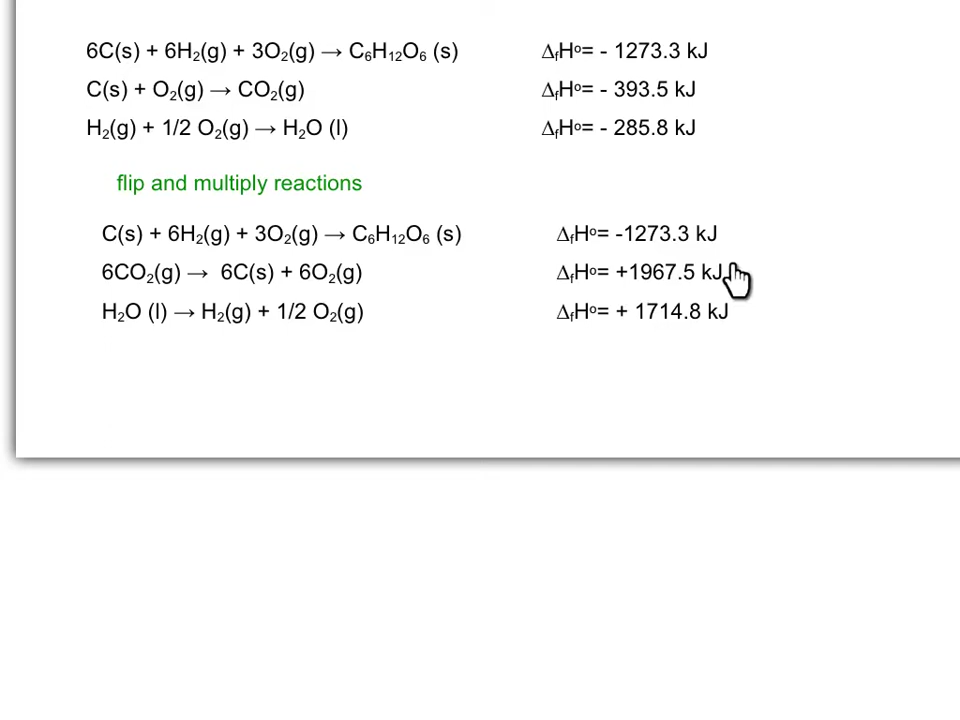 6C(s) + 6H₂(g) + 3O₂(g) → C₆H₁₂O₆ (s) ΔfHº= - 1273.3 kJ
C(s) + O₂(g) → CO₂(g) ΔfHº= - 393.5 kJ
H₂(g) + 1/2 O₂(g) → H₂O (l) ΔfHº= - 285.8 kJ
flip and multiply reactions
C(s) + 6H₂(g) + 3O₂(g) → C₆H₁₂O₆ (s) ΔfHº= -1273.3 kJ
6CO₂(g) → 6C(s) + 6O₂(g) ΔfHº= +1967.5 kJ
H₂O (l) → H₂(g) + 1/2 O₂(g) ΔfHº= + 1714.8 kJ